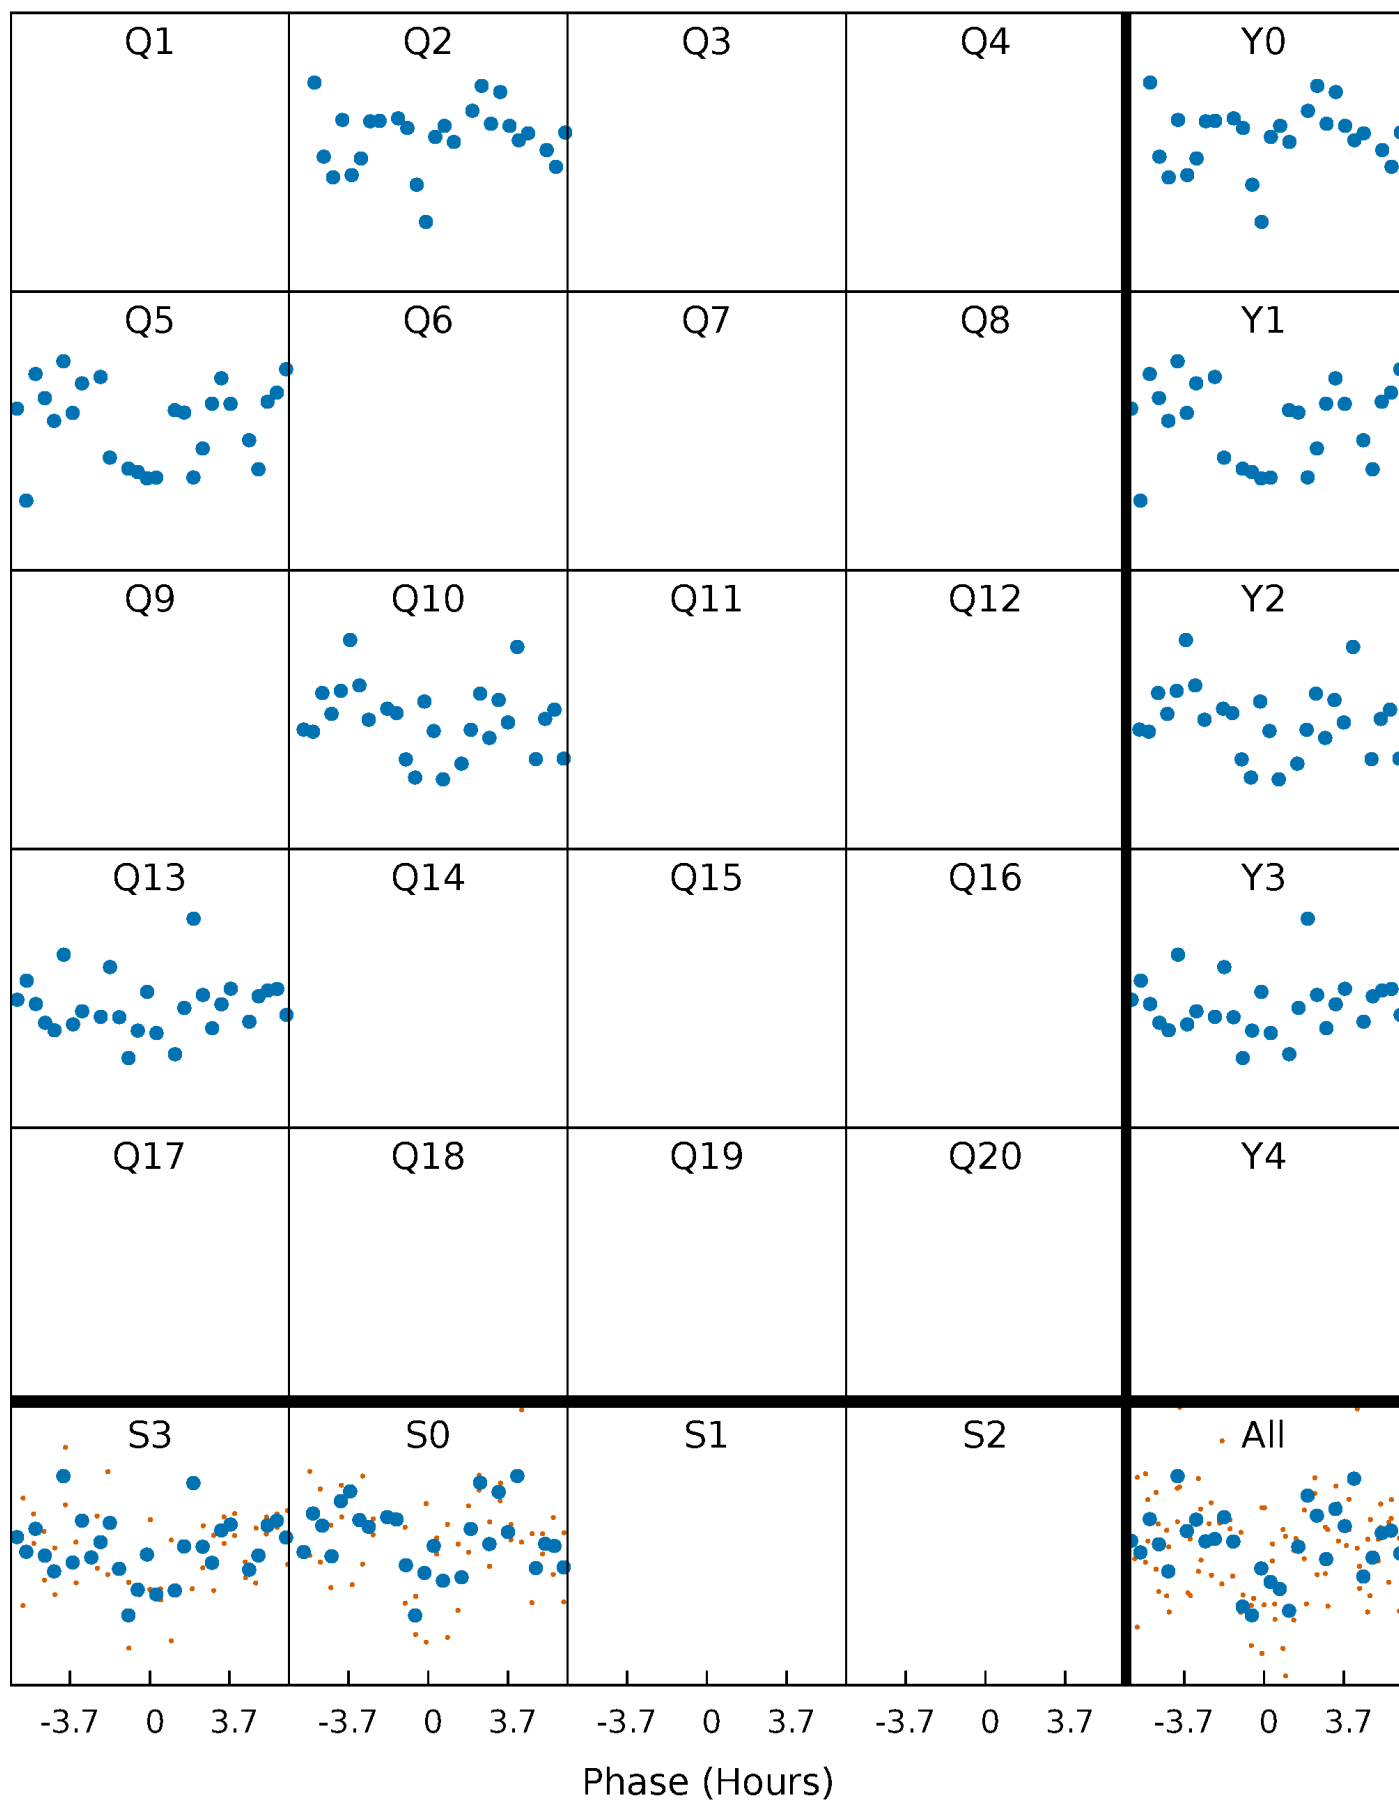 Q1 Q2 Q3 Q4 Y0
Q5 Q6 Q7 Q8 Y1
Q9 Q10 Q11 Q12 Y2
Q13 Q14 Q15 Q16 Y3
Q17 Q18 Q19 Q20 Y4
S3 S0 S1 S2 All
-3.7 0 3.7 -3.7 0 3.7 -3.7 0 3.7 -3.7 0 3.7 -3.7 0 3.7
Phase (Hours)